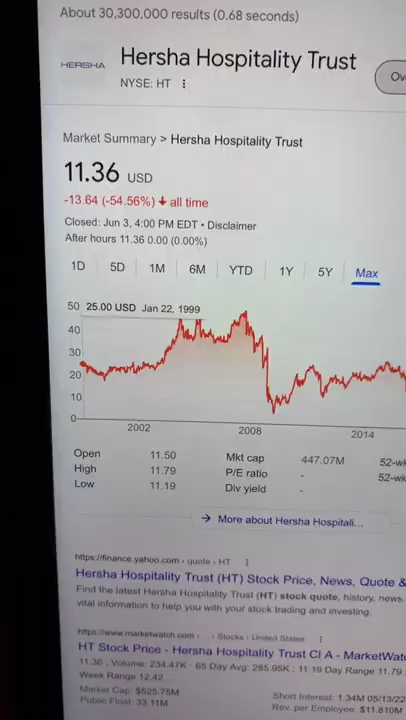 About 30,300,000 results (0.68 seconds)
HERSHA
Hersha Hospitality Trust
NYSE: HT
Ov
Market Summary > Hersha Hospitality Trust
11.36 USD
-13.64 (-54.56%) ↓ all time
Closed: Jun 3, 4:00 PM EDT • Disclaimer
After hours 11.36 0.00 (0.00%)
1D 5D 1M 6M YTD 1Y 5Y Max
50 25.00 USD Jan 22, 1999
40
30
20
10
0
2002 2008 2014
Open 11.50 Mkt cap 447.07M 52-wk
High 11.79 P/E ratio - 52-wk
Low 11.19 Div yield -
→ More about Hersha Hospitali...
https://finance.yahoo.com › quote › HT
Hersha Hospitality Trust (HT) Stock Price, News, Quote &
Find the latest Hersha Hospitality Trust (HT) stock quote, history, news
vital information to help you with your stock trading and investing.
https://www.marketwatch.com › ... › Stocks › United States
HT Stock Price - Hersha Hospitality Trust Cl A - MarketWatc
11.36 ; Volume: 234.47K · 65 Day Avg: 285.95K ; 11.19 Day Range 11.79
Week Range 12.42
Market Cap: $525.75M Short Interest: 1.34M 05/13/22
Public Float: 33.11M Rev. per Employee: $11.810M